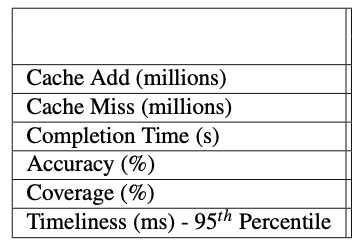 Cache Add (millions)
Cache Miss (millions)
Completion Time (s)
Accuracy (%)
Coverage (%)
Timeliness (ms) - 95th Percentile